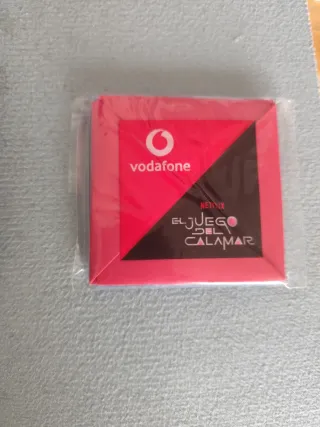 vodafone
NETFLIX
EL JUEGO
DEL
CALAMAR